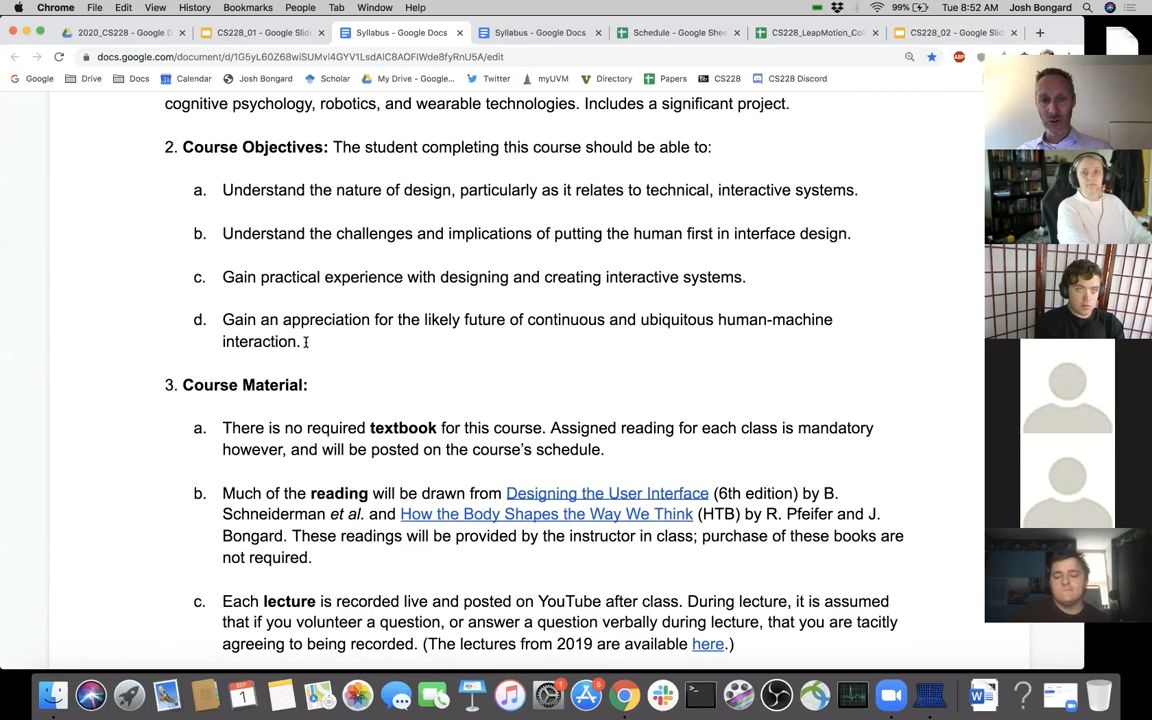 Chrome File Edit View History Bookmarks People Tab Window Help 99% Tue 8:52 AM Josh Bongard
2020_CS228 - Google D CS228_01 - Google Slid Syllabus - Google Docs Syllabus - Google Docs Schedule - Google She CS228_LeapMotion_Col CS228_02 - Google Slid
docs.google.com/document/d/1G5yL60Z68wiSUMvl4GYV1LsdAlC8AOFIWde8fyRnU5A/edit
Google Drive Docs Calendar Josh Bongard Scholar My Drive - Google... Twitter myUVM Directory Papers CS228 CS228 Discord
cognitive psychology, robotics, and wearable technologies. Includes a significant project.
2. Course Objectives: The student completing this course should be able to:
a. Understand the nature of design, particularly as it relates to technical, interactive systems.
b. Understand the challenges and implications of putting the human first in interface design.
c. Gain practical experience with designing and creating interactive systems.
d. Gain an appreciation for the likely future of continuous and ubiquitous human-machine
interaction.
3. Course Material:
a. There is no required textbook for this course. Assigned reading for each class is mandatory
however, and will be posted on the course's schedule.
b. Much of the reading will be drawn from Designing the User Interface (6th edition) by B.
Schneiderman et al. and How the Body Shapes the Way We Think (HTB) by R. Pfeifer and J.
Bongard. These readings will be provided by the instructor in class; purchase of these books are
not required.
c. Each lecture is recorded live and posted on YouTube after class. During lecture, it is assumed
that if you volunteer a question, or answer a question verbally during lecture, that you are tacitly
agreeing to being recorded. (The lectures from 2019 are available here.)
SEP
1
1
6